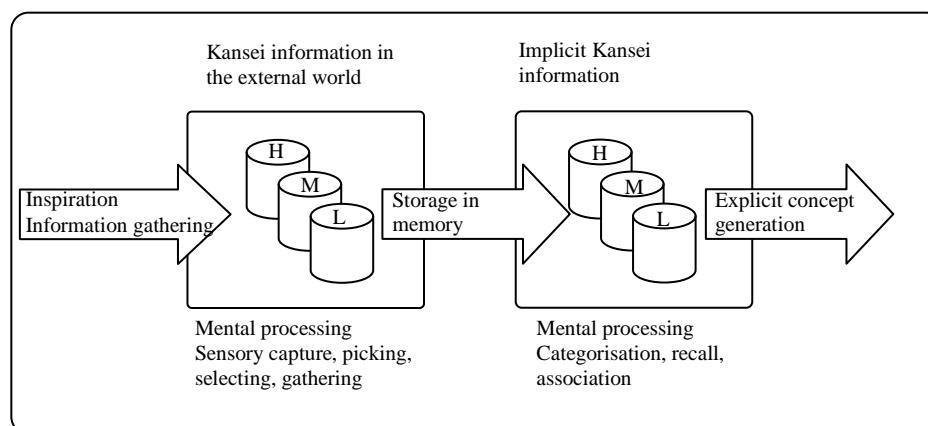 Kansei information in
the external world
Implicit Kansei
information
H
M
L
H
M
L
Inspiration
Information gathering
Storage in
memory
Explicit concept
generation
Mental processing
Sensory capture, picking,
selecting, gathering
Mental processing
Categorisation, recall,
association